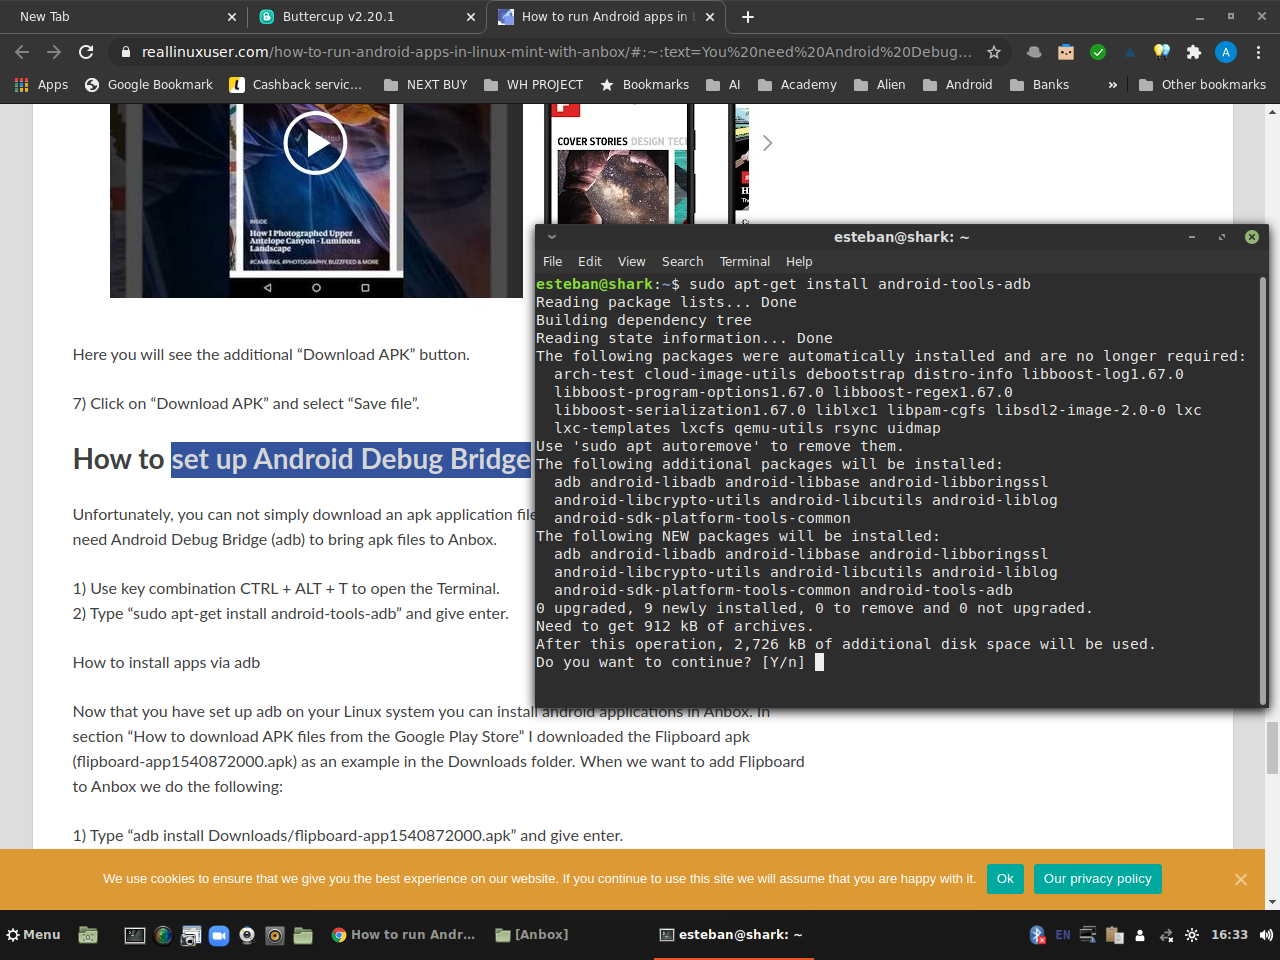 New Tab
Buttercup v2.20.1
How to run Android apps in L
reallinuxuser.com/how-to-run-android-apps-in-linux-mint-with-anbox/#:~:text=You%20need%20Android%20Debug...
A
Apps
Google Bookmark
Cashback servic...
NEXT BUY
WH PROJECT
Bookmarks
AI
Academy
Alien
Android
Banks
»
Other bookmarks
COVER STORIES DESIGN TECH
INSIDE
How I Photographed Upper
Antelope Canyon - Luminous
Landscape
#CAMERAS, #PHOTOGRAPHY, BUZZFEED & MORE
Here you will see the additional “Download APK” button.
7) Click on “Download APK” and select “Save file”.
How to set up Android Debug Bridge
Unfortunately, you can not simply download an apk application file
need Android Debug Bridge (adb) to bring apk files to Anbox.
1) Use key combination CTRL + ALT + T to open the Terminal.
2) Type “sudo apt-get install android-tools-adb” and give enter.
How to install apps via adb
Now that you have set up adb on your Linux system you can install android applications in Anbox. In
section “How to download APK files from the Google Play Store” I downloaded the Flipboard apk
(flipboard-app1540872000.apk) as an example in the Downloads folder. When we want to add Flipboard
to Anbox we do the following:
1) Type “adb install Downloads/flipboard-app1540872000.apk” and give enter.
esteban@shark: ~
File Edit View Search Terminal Help
esteban@shark:~$ sudo apt-get install android-tools-adb
Reading package lists... Done
Building dependency tree
Reading state information... Done
The following packages were automatically installed and are no longer required:
arch-test cloud-image-utils debootstrap distro-info libboost-log1.67.0
libboost-program-options1.67.0 libboost-regex1.67.0
libboost-serialization1.67.0 liblxc1 libpam-cgfs libsdl2-image-2.0-0 lxc
lxc-templates lxcfs qemu-utils rsync uidmap
Use 'sudo apt autoremove' to remove them.
The following additional packages will be installed:
adb android-libadb android-libbase android-libboringssl
android-libcrypto-utils android-libcutils android-liblog
android-sdk-platform-tools-common
The following NEW packages will be installed:
adb android-libadb android-libbase android-libboringssl
android-libcrypto-utils android-libcutils android-liblog
android-sdk-platform-tools-common android-tools-adb
0 upgraded, 9 newly installed, 0 to remove and 0 not upgraded.
Need to get 912 kB of archives.
After this operation, 2,726 kB of additional disk space will be used.
Do you want to continue? [Y/n]
We use cookies to ensure that we give you the best experience on our website. If you continue to use this site we will assume that you are happy with it.
Ok
Our privacy policy
Menu
How to run Andr...
[Anbox]
esteban@shark: ~
EN
16:33